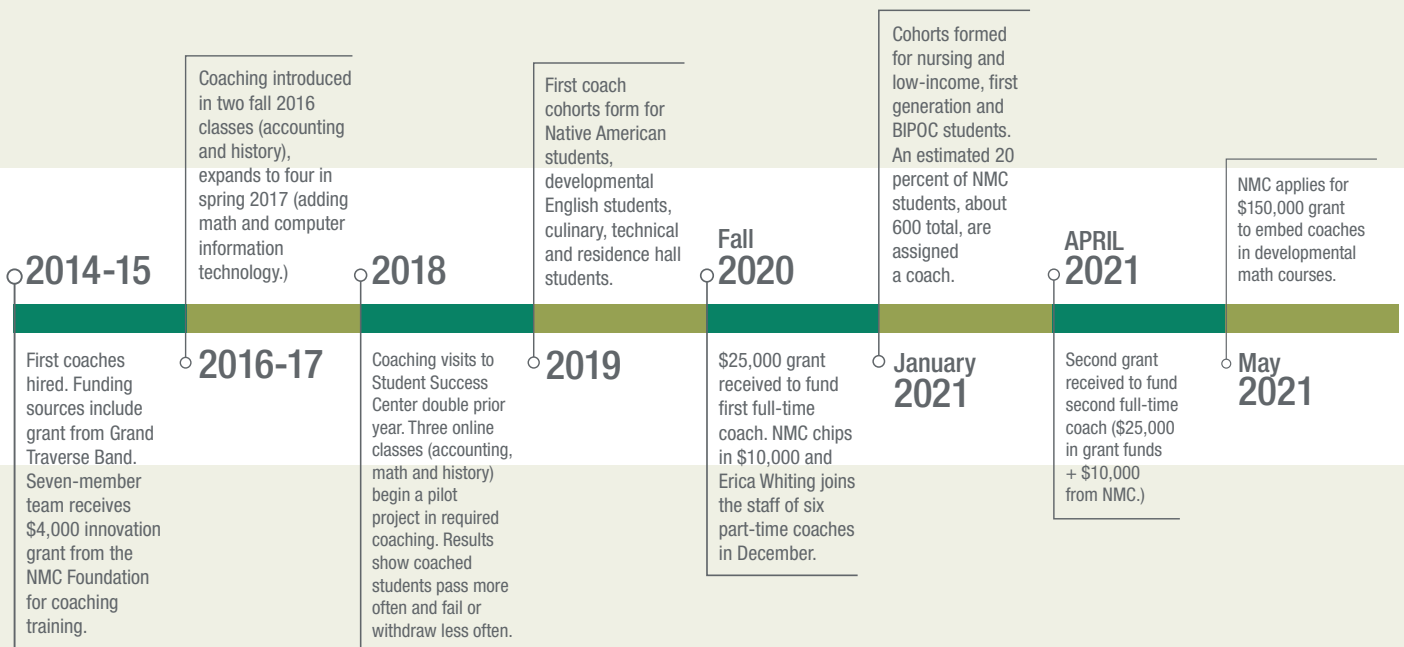 2014-15
First coaches
hired. Funding
sources include
grant from Grand
Traverse Band.
Seven-member
team receives
$4,000 innovation
grant from the
NMC Foundation
for coaching
training.
Coaching introduced
in two fall 2016
classes (accounting
and history),
expands to four in
spring 2017 (adding
math and computer
information
technology.)
2016-17
2018
Coaching visits to
Student Success
Center double prior
year. Three online
classes (accounting,
math and history)
begin a pilot
project in required
coaching. Results
show coached
students pass more
often and fail or
withdraw less often.
First coach
cohorts form for
Native American
students,
developmental
English students,
culinary, technical
and residence hall
students.
2019
Fall
2020
$25,000 grant
received to fund
first full-time
coach. NMC chips
in $10,000 and
Erica Whiting joins
the staff of six
part-time coaches
in December.
Cohorts formed
for nursing and
low-income, first
generation and
BIPOC students.
An estimated 20
percent of NMC
students, about
600 total, are
assigned
a coach.
January
2021
APRIL
2021
Second grant
received to fund
second full-time
coach ($25,000
in grant funds
+ $10,000
from NMC.)
NMC applies for
$150,000 grant
to embed coaches
in developmental
math courses.
May
2021